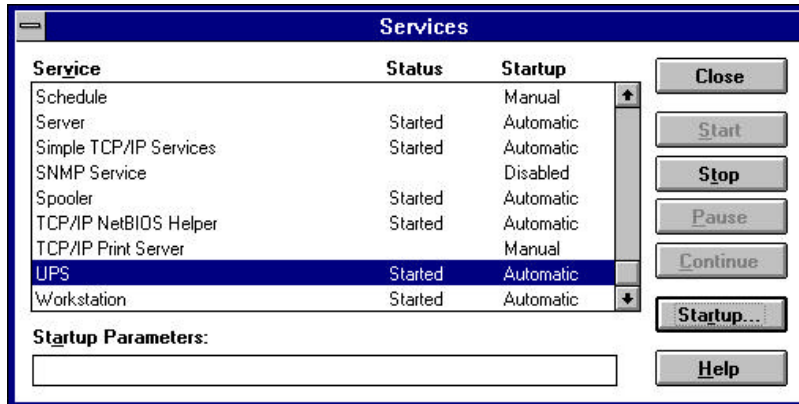 Services
Service Status Startup
Schedule Manual
Server Started Automatic
Simple TCP/IP Services Started Automatic
SNMP Service Disabled
Spooler Started Automatic
TCP/IP NetBIOS Helper Started Automatic
TCP/IP Print Server Manual
UPS Started Automatic
Workstation Started Automatic
Startup Parameters:
Close
Start
Stop
Pause
Continue
Startup...
Help